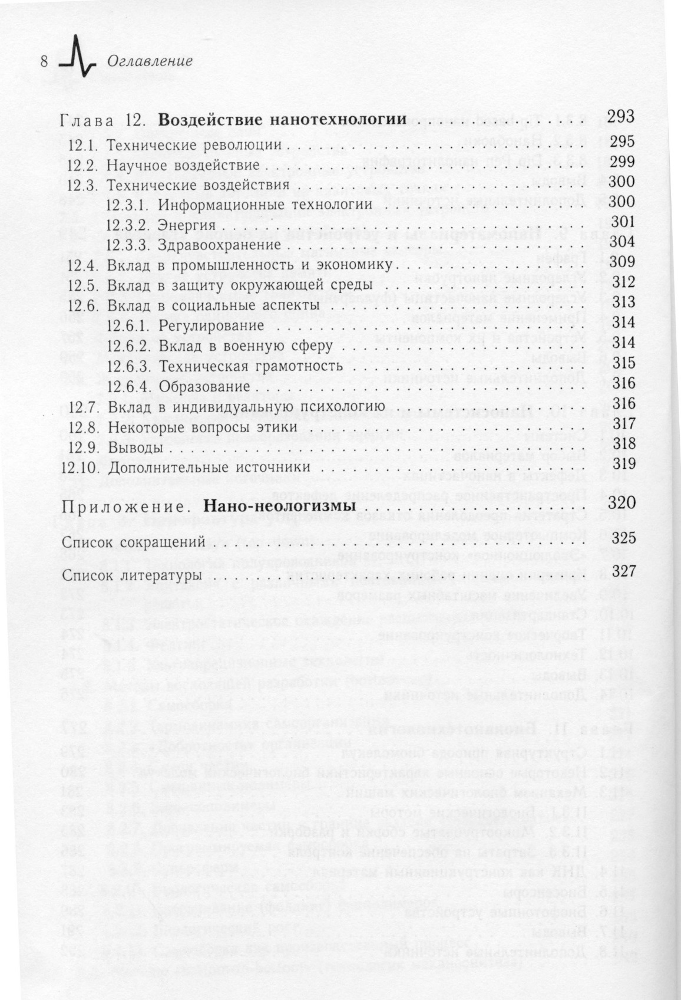 8 Оглавление
Глава 12. Воздействие нанотехнологии . . . . . . . . . . . . . . . . . 293
12.1. Технические революции . . . . . . . . . . . . . . . . . . . . . . 295
12.2. Научное воздействие . . . . . . . . . . . . . . . . . . . . . . . . 299
12.3. Технические воздействия . . . . . . . . . . . . . . . . . . . . . 300
12.3.1. Информационные технологии . . . . . . . . . . . . . . . 300
12.3.2. Энергия . . . . . . . . . . . . . . . . . . . . . . . . . . . . 301
12.3.3. Здравоохранение . . . . . . . . . . . . . . . . . . . . . . . 304
12.4. Вклад в промышленность и экономику . . . . . . . . . . . . . . 309
12.5. Вклад в защиту окружающей среды . . . . . . . . . . . . . . . 312
12.6. Вклад в социальные аспекты . . . . . . . . . . . . . . . . . . . 313
12.6.1. Регулирование . . . . . . . . . . . . . . . . . . . . . . . . 314
12.6.2. Вклад в военную сферу . . . . . . . . . . . . . . . . . . . 314
12.6.3. Техническая грамотность . . . . . . . . . . . . . . . . . . 315
12.6.4. Образование . . . . . . . . . . . . . . . . . . . . . . . . . 316
12.7. Вклад в индивидуальную психологию . . . . . . . . . . . . . . 316
12.8. Некоторые вопросы этики . . . . . . . . . . . . . . . . . . . . . 317
12.9. Выводы . . . . . . . . . . . . . . . . . . . . . . . . . . . . . . . 318
12.10. Дополнительные источники . . . . . . . . . . . . . . . . . . . . 319
Приложение. Нано-неологизмы . . . . . . . . . . . . . . . . . . . . 320
Список сокращений . . . . . . . . . . . . . . . . . . . . . . . . . . . 325
Список литературы . . . . . . . . . . . . . . . . . . . . . . . . . . . 327